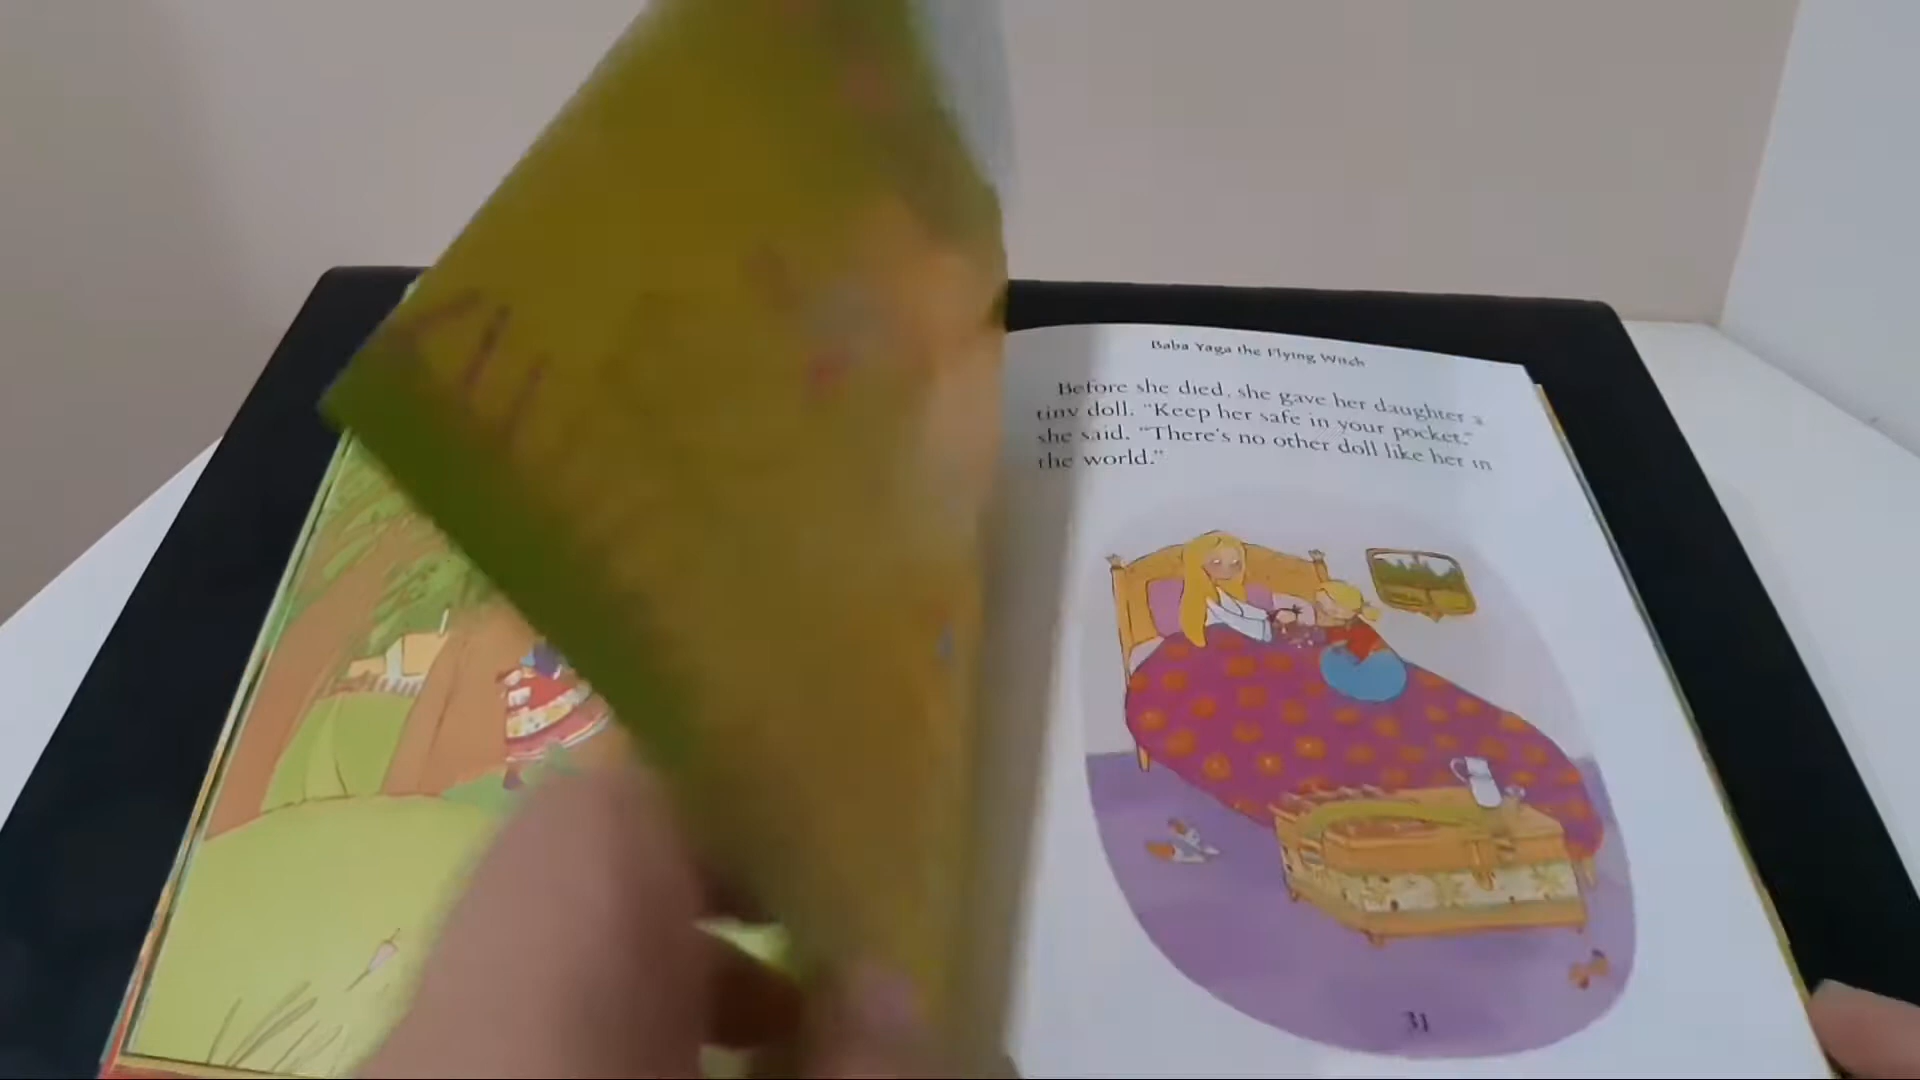 Baba Yaga the Flying Witch
Before she died, she gave her daughter a
tiny doll. "Keep her safe in your pocket,"
she said. "There's no other doll like her in
the world."
31